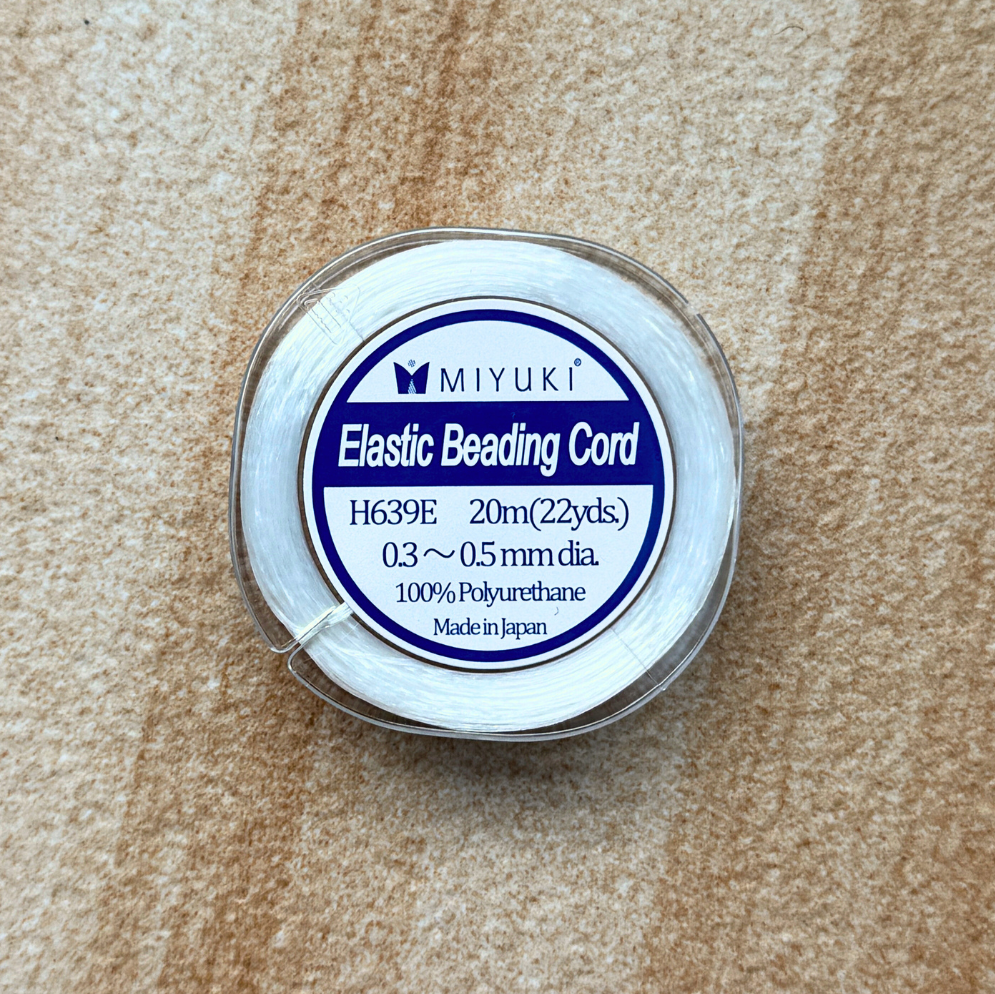 MIYUKI®
Elastic Beading Cord
H639E 20m(22yds.)
0.3～0.5mm dia.
100% Polyurethane
Made in Japan